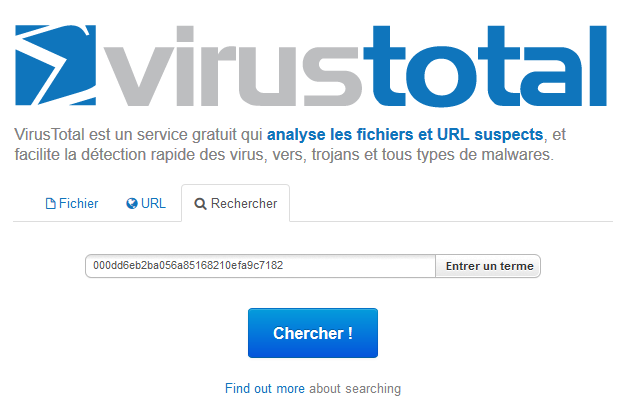 virustotal
VirusTotal est un service gratuit qui analyse les fichiers et URL suspects, et
facilite la détection rapide des virus, vers, trojans et tous types de malwares.
Fichier URL Rechercher
000dd6eb2ba056a85168210efa9c7182 Entrer un terme
Chercher !
Find out more about searching